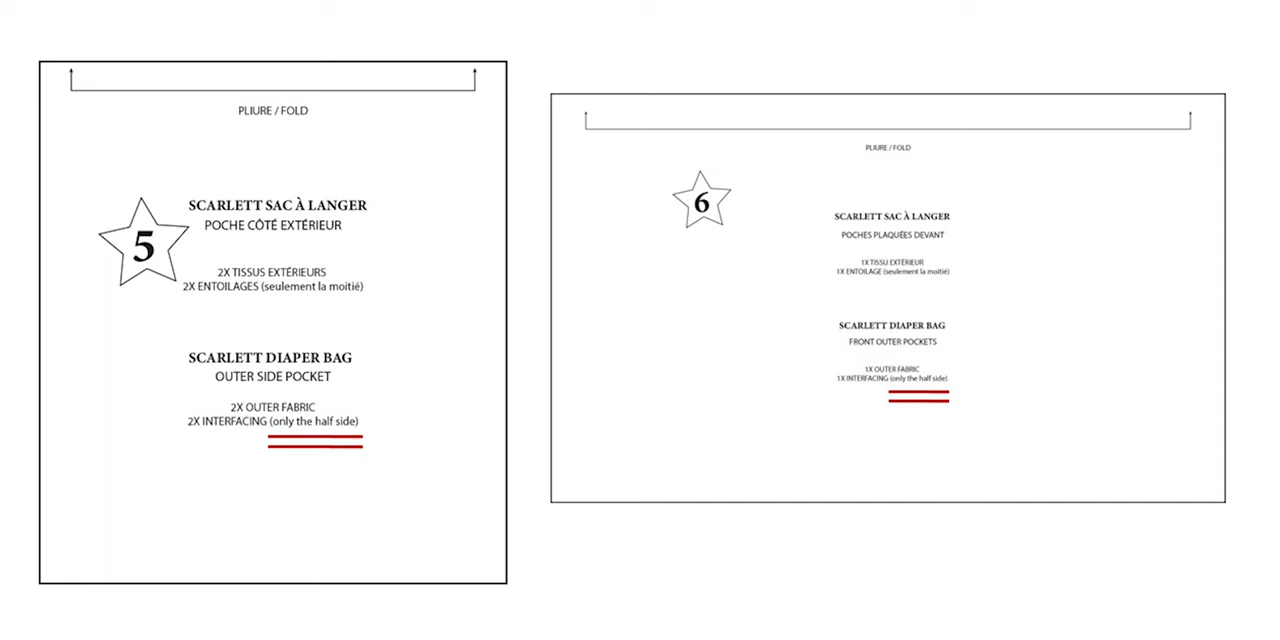 PLIURE / FOLD
5
SCARLETT SAC À LANGER
POCHE CÔTÉ EXTÉRIEUR
2X TISSUS EXTÉRIEURS
2X ENTOILAGES (seulement la moitié)
SCARLETT DIAPER BAG
OUTER SIDE POCKET
2X OUTER FABRIC
2X INTERFACING (only the half side)
PLIURE / FOLD
6
SCARLETT SAC À LANGER
POCHES PLAQUÉES DEVANT
1X TISSU EXTÉRIEUR
1X ENTOILAGE (seulement la moitié)
SCARLETT DIAPER BAG
FRONT OUTER POCKETS
1X OUTER FABRIC
1X INTERFACING (only the half side)